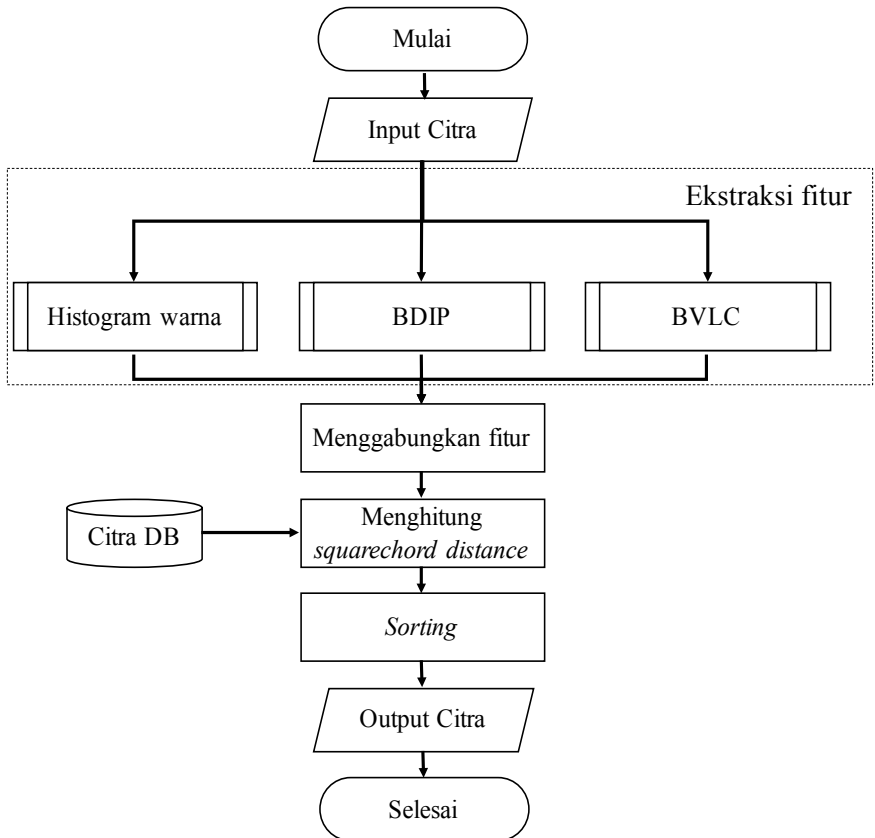 Mulai
Input Citra
Ekstraksi fitur
Histogram warna
BDIP
BVLC
Menggabungkan fitur
Citra DB
Menghitung
squarechord distance
Sorting
Output Citra
Selesai